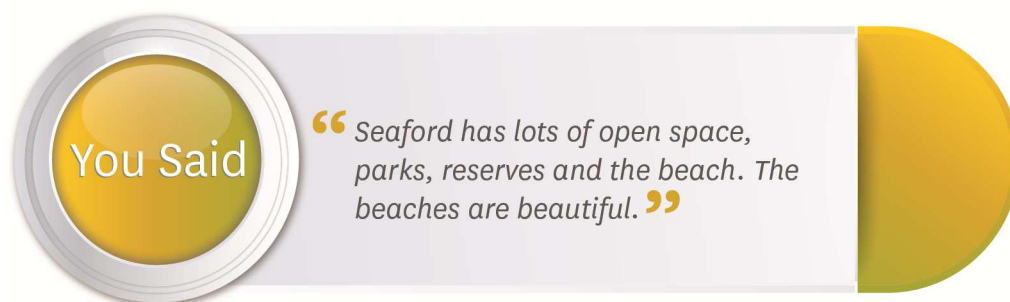 You Said
“ Seaford has lots of open space,
parks, reserves and the beach. The
beaches are beautiful. ”